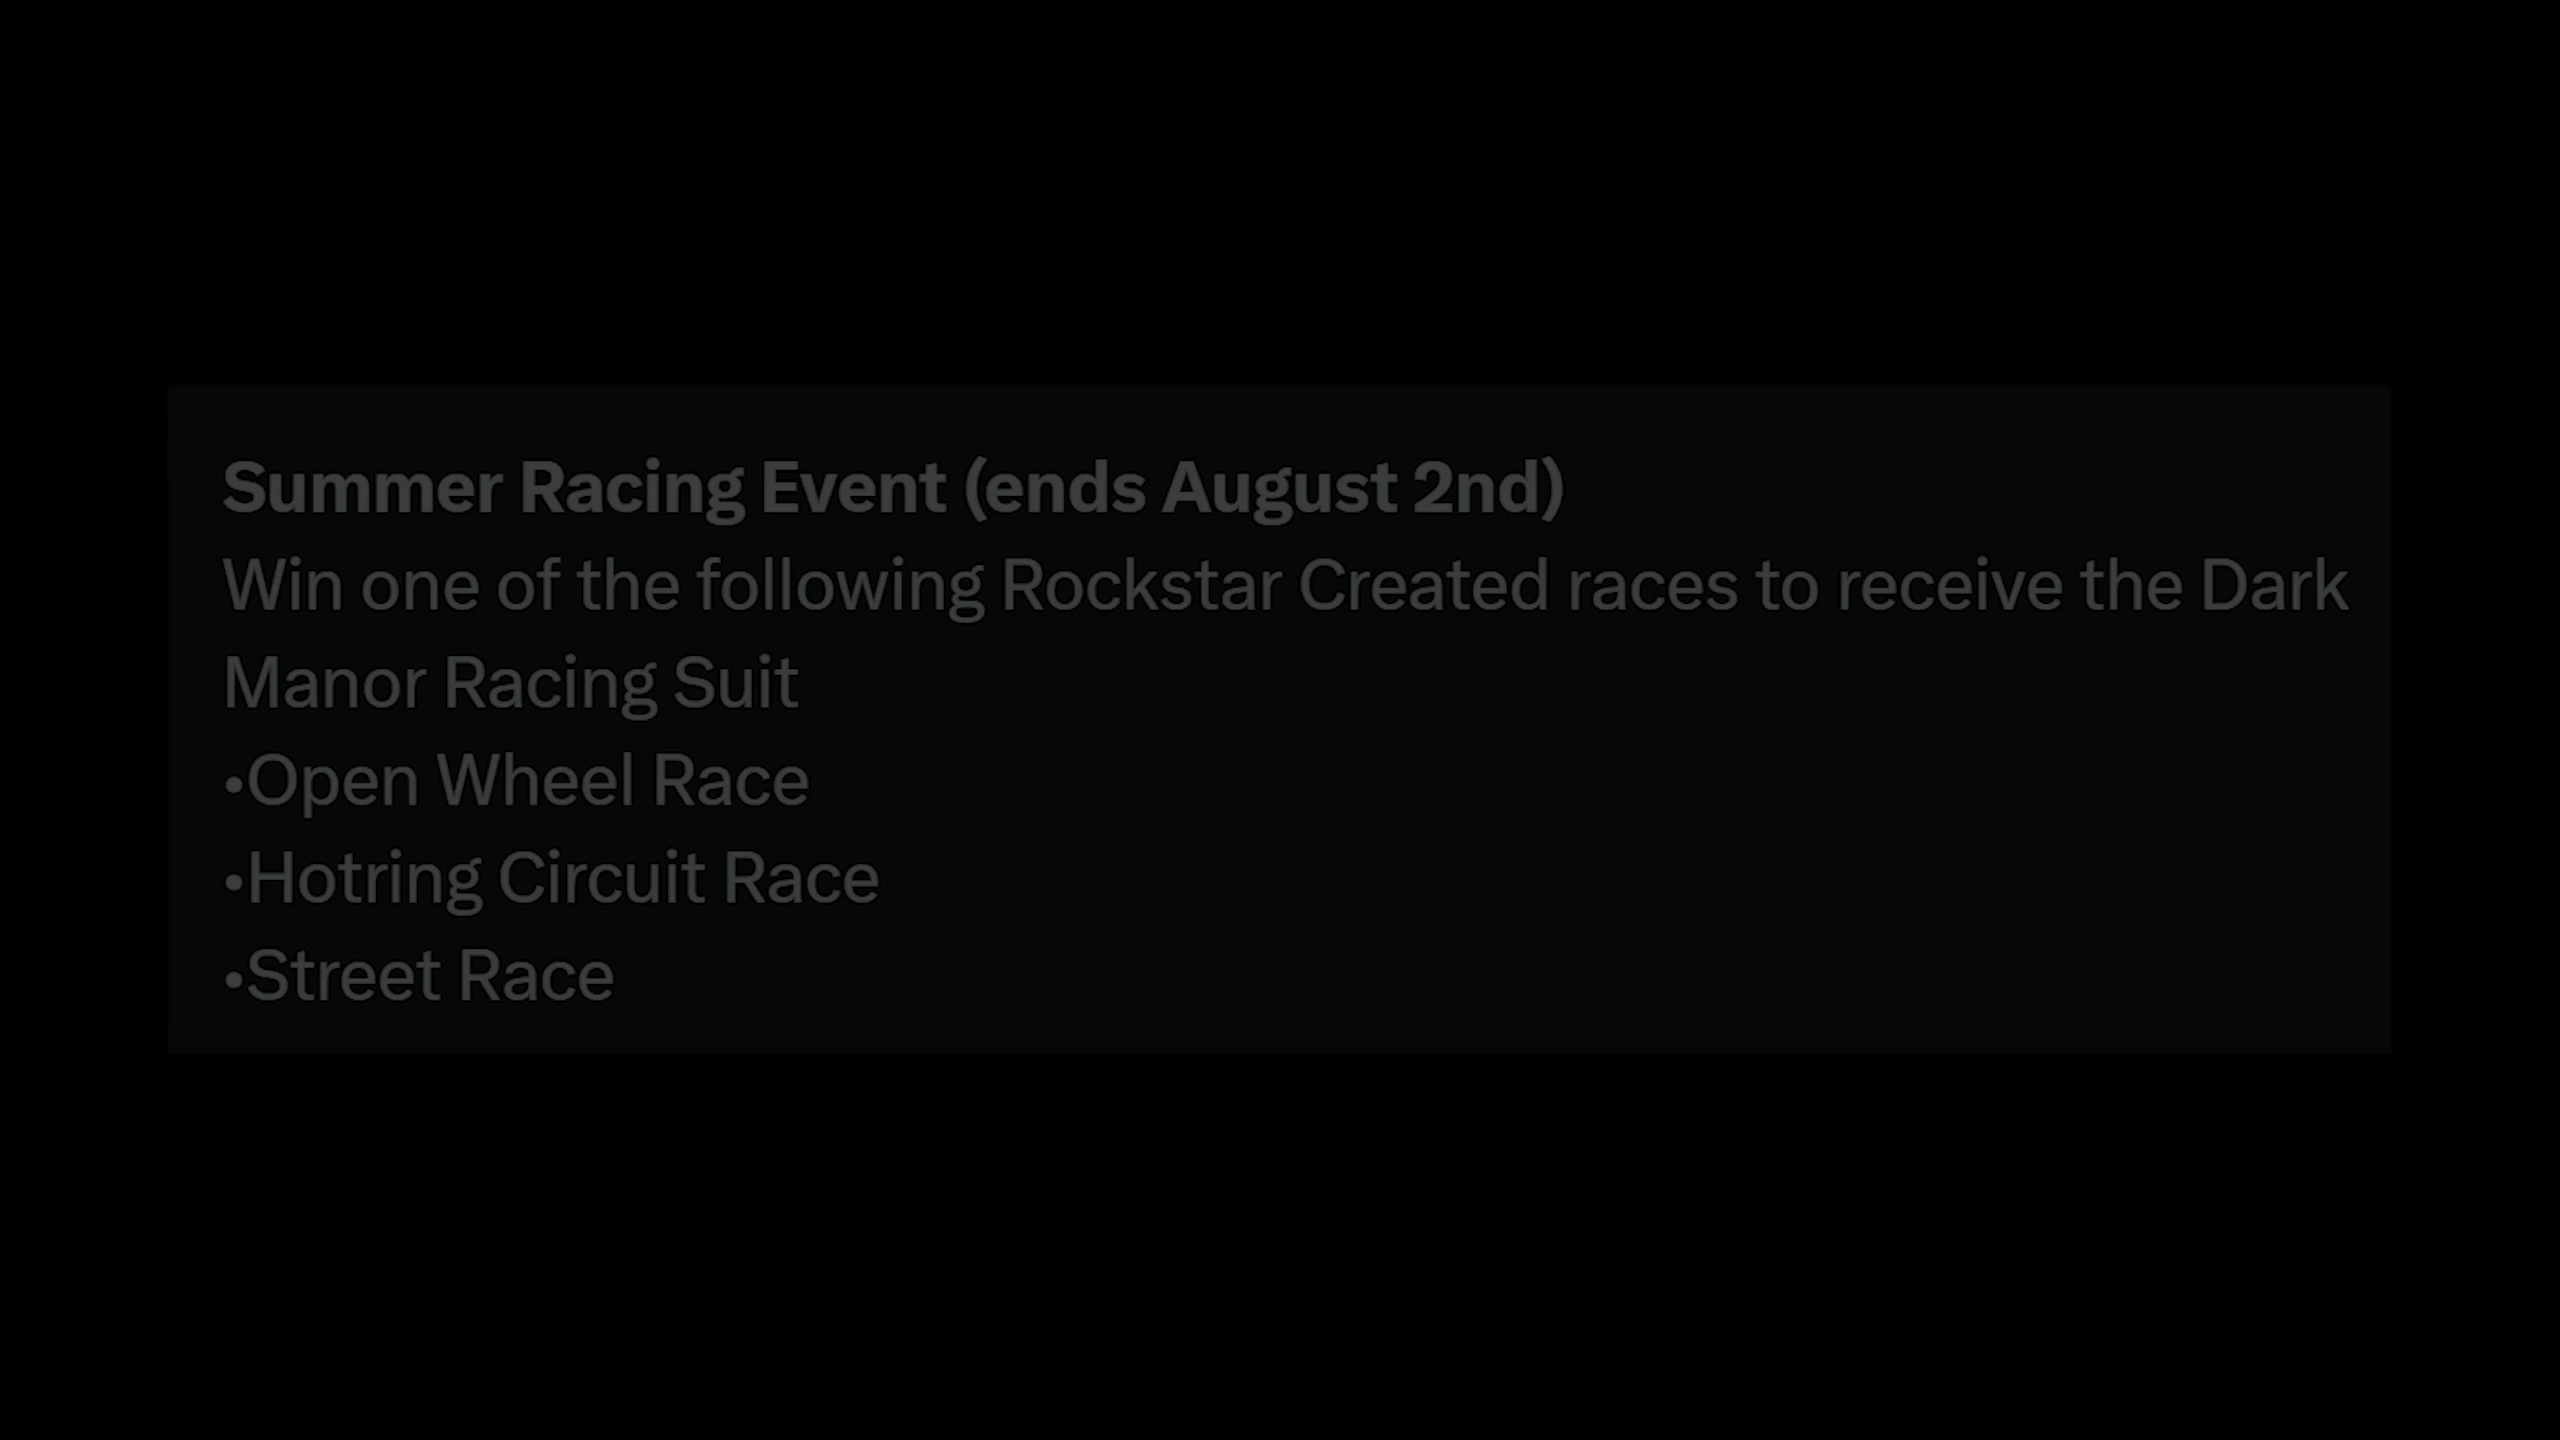 Summer Racing Event (ends August 2nd)
Win one of the following Rockstar Created races to receive the Dark
Manor Racing Suit
•Open Wheel Race
•Hotring Circuit Race
•Street Race